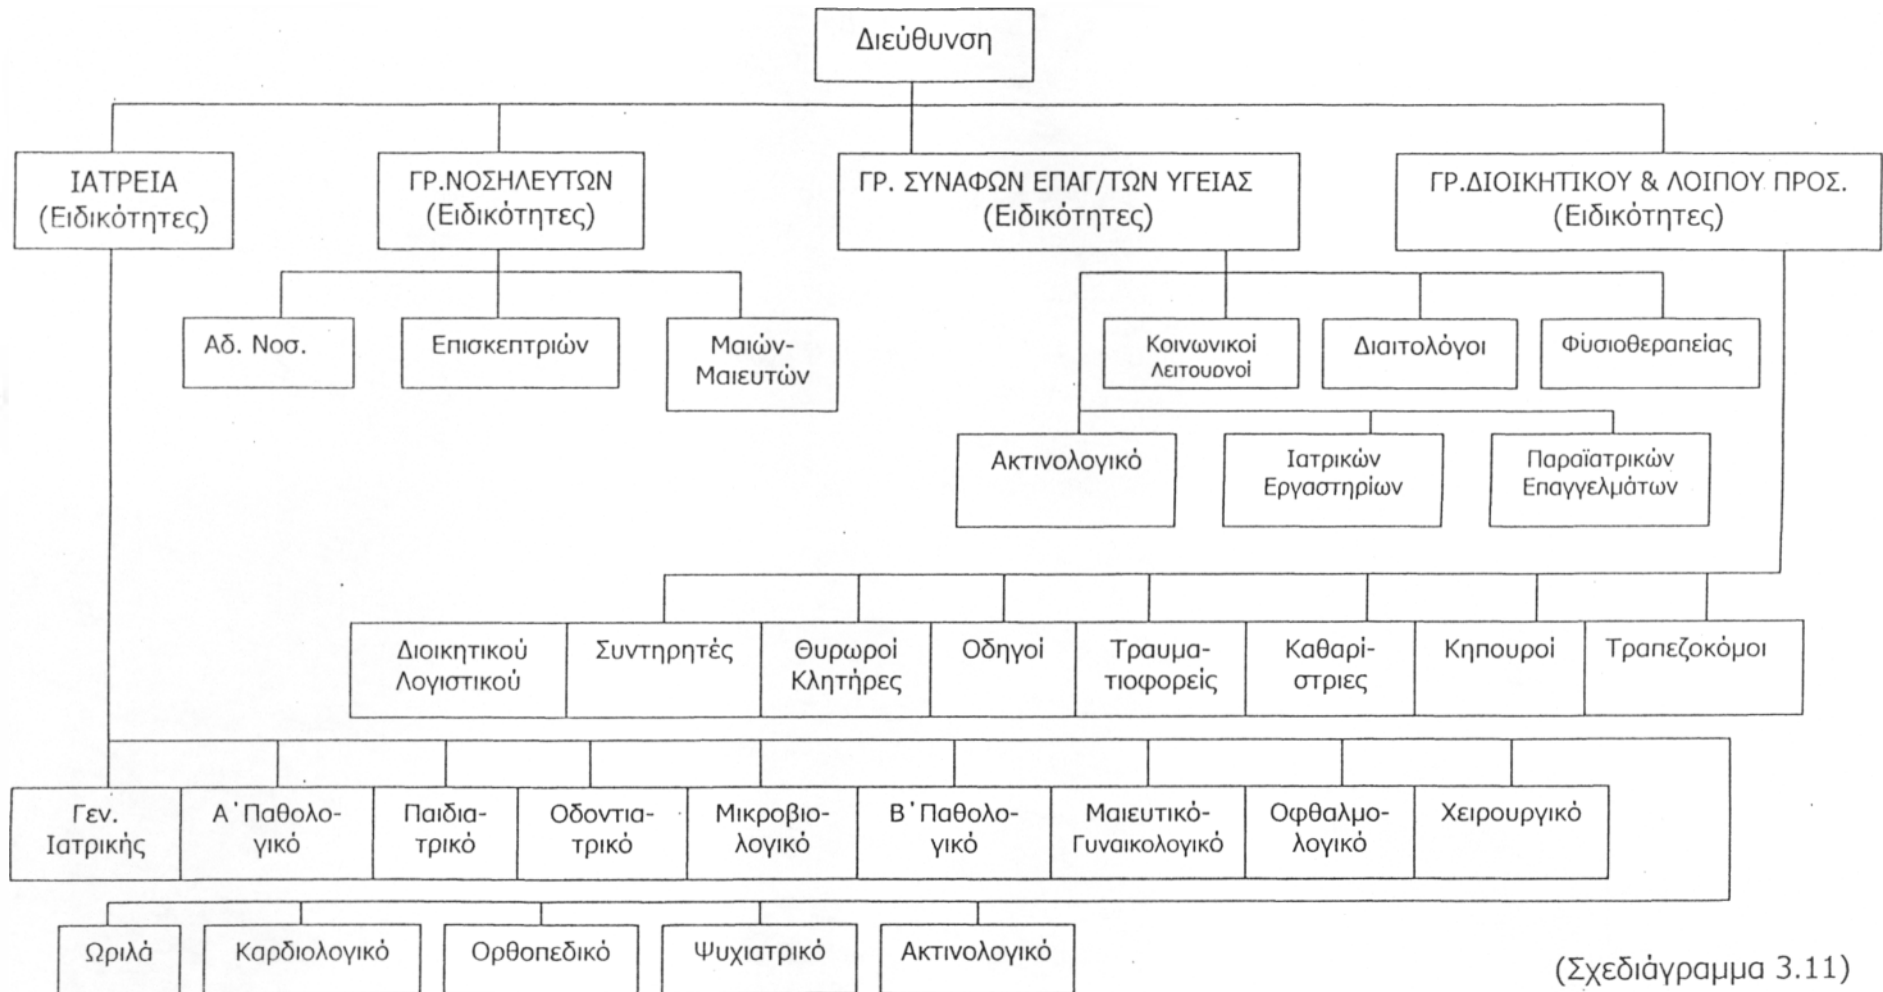 Διεύθυνση
ΙΑΤΡΕΙΑ
(Ειδικότητες)
ΓΡ.ΝΟΣΗΛΕΥΤΩΝ
(Ειδικότητες)
ΓΡ. ΣΥΝΑΦΩΝ ΕΠΑΓ/ΤΩΝ ΥΓΕΙΑΣ
(Ειδικότητες)
ΓΡ.ΔΙΟΙΚΗΤΙΚΟΥ & ΛΟΙΠΟΥ ΠΡΟΣ.
(Ειδικότητες)
Αδ. Νοσ.
Επισκεπτριών
Μαιών-
Μαιευτών
Κοινωνικοί
Λειτουργοί
Διαιτολόγοι
Φυσιοθεραπείας
Ακτινολογικό
Ιατρικών
Εργαστηρίων
Παραϊατρικών
Επαγγελμάτων
Διοικητικού
Λογιστικού
Συντηρητές
Θυρωροί
Κλητήρες
Οδηγοί
Τραυμα-
τιοφορείς
Καθαρί-
στριες
Κηπουροί
Τραπεζοκόμοι
Γεν.
Ιατρικής
Α΄Παθολο-
γικό
Παιδια-
τρικό
Οδοντια-
τρικό
Μικροβιο-
λογικό
Β΄Παθολο-
γικό
Μαιευτικό-
Γυναικολογικό
Οφθαλμο-
λογικό
Χειρουργικό
Ωριλά
Καρδιολογικό
Ορθοπεδικό
Ψυχιατρικό
Ακτινολογικό
(Σχεδιάγραμμα 3.11)